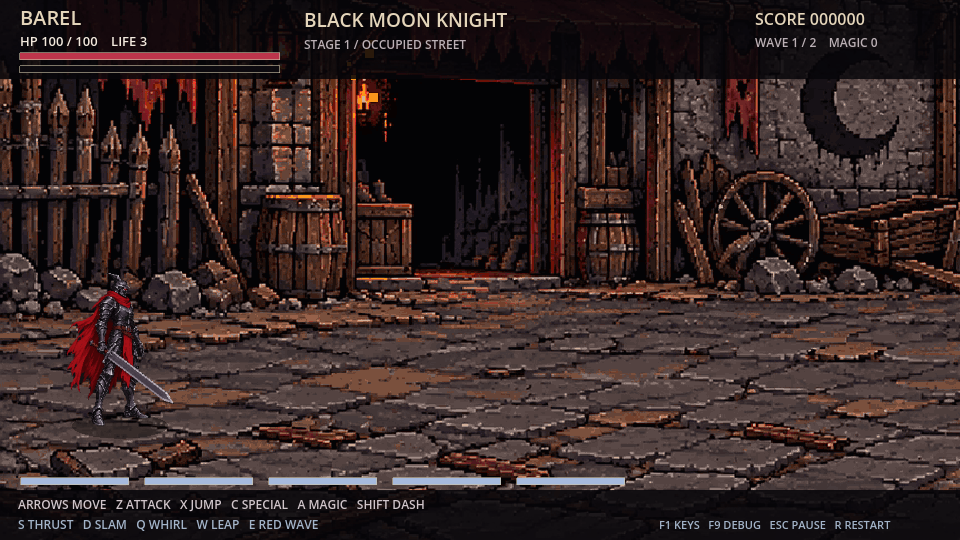 BAREL
HP 100 / 100 LIFE 3
BLACK MOON KNIGHT
STAGE 1 / OCCUPIED STREET
SCORE 000000
WAVE 1 / 2 MAGIC 0
ARROWS MOVE Z ATTACK X JUMP C SPECIAL A MAGIC SHIFT DASH
S THRUST D SLAM Q WHIRL W LEAP E RED WAVE
F1 KEYS F9 DEBUG ESC PAUSE R RESTART